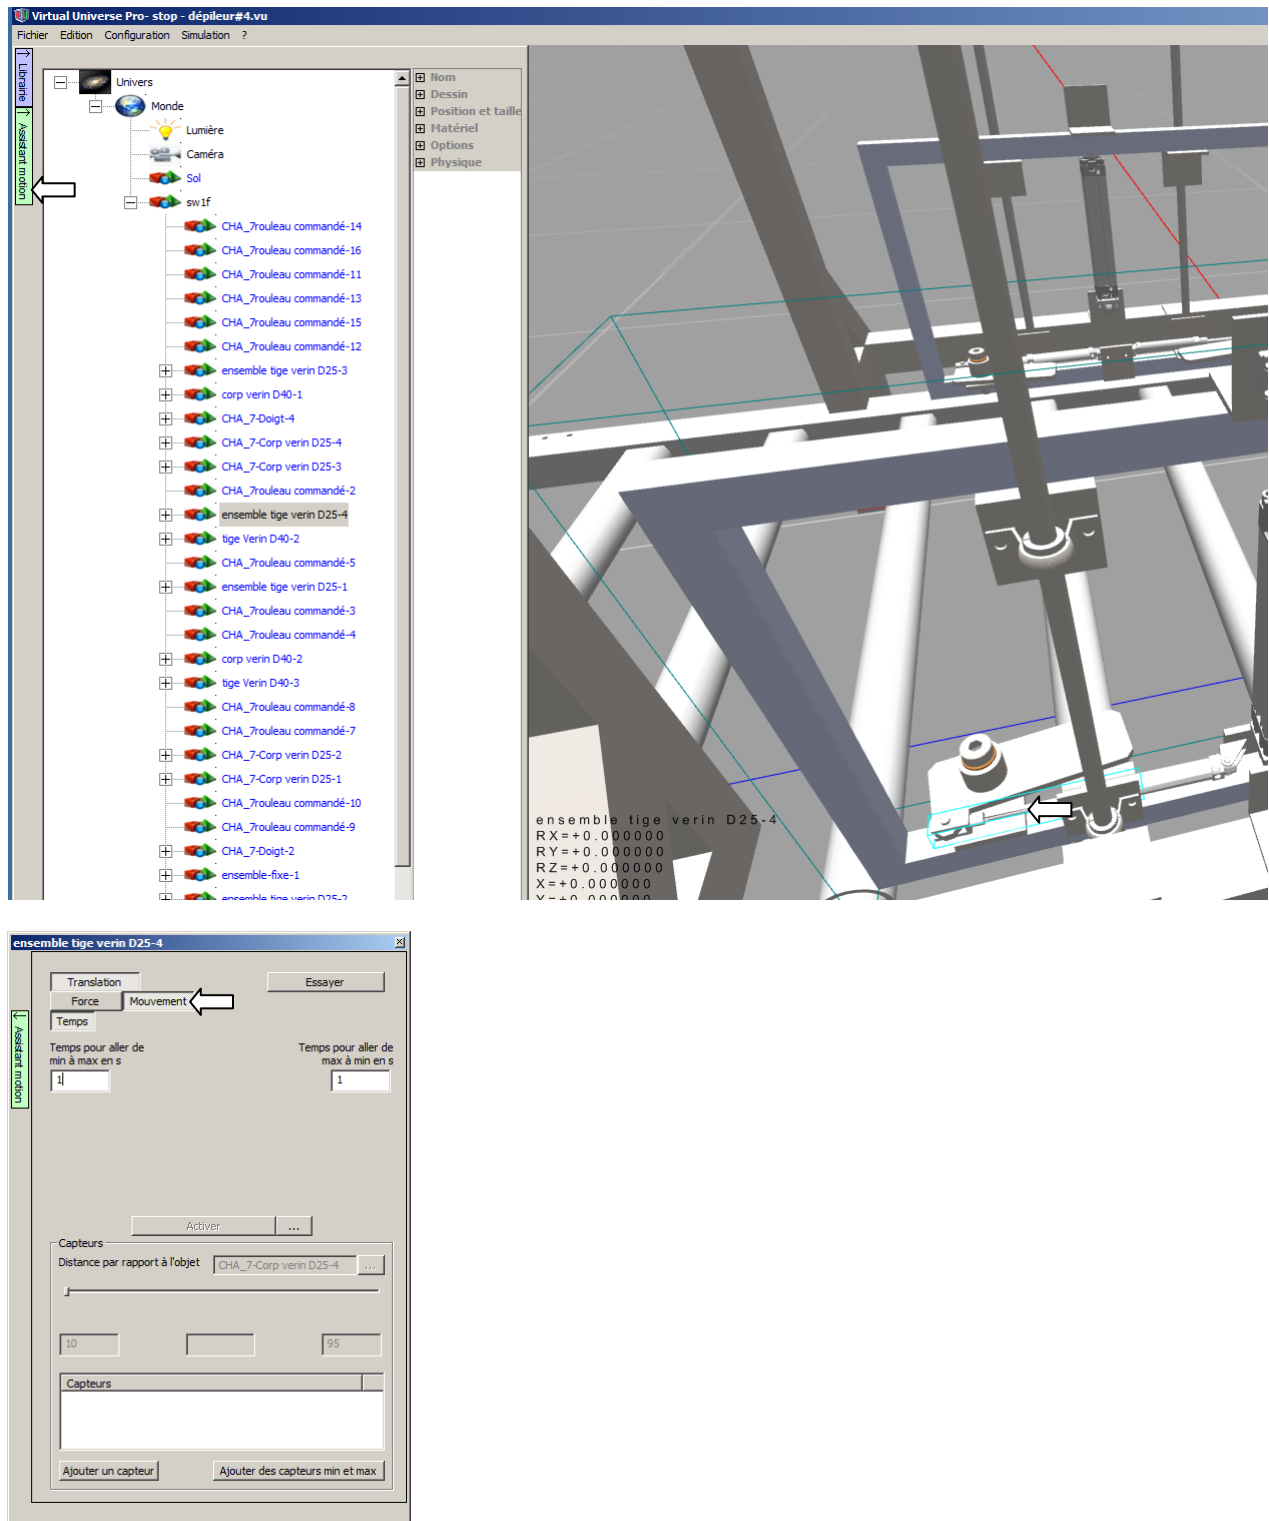 Virtual Universe Pro- stop - dépileur#4.vu
Fichier Edition Configuration Simulation ?
Librairie
Assistant motion
Univers
Monde
Lumière
Caméra
Sol
sw1f
CHA_7rouleau commandé-14
CHA_7rouleau commandé-16
CHA_7rouleau commandé-11
CHA_7rouleau commandé-13
CHA_7rouleau commandé-15
CHA_7rouleau commandé-12
ensemble tige verin D25-3
corp verin D40-1
CHA_7-Doigt-4
CHA_7-Corp verin D25-4
CHA_7-Corp verin D25-3
CHA_7rouleau commandé-2
ensemble tige verin D25-4
tige Verin D40-2
CHA_7rouleau commandé-5
ensemble tige verin D25-1
CHA_7rouleau commandé-3
CHA_7rouleau commandé-4
corp verin D40-2
tige Verin D40-3
CHA_7rouleau commandé-8
CHA_7rouleau commandé-7
CHA_7-Corp verin D25-2
CHA_7-Corp verin D25-1
CHA_7rouleau commandé-10
CHA_7rouleau commandé-9
CHA_7-Doigt-2
ensemble-fixe-1
ensemble tige verin D25-2
Nom
Dessin
Position et taille
Matériel
Options
Physique
ensemble tige verin D25-4
RX=+0.000000
RY=+0.000000
RZ=+0.000000
X=+0.000000
Y=+0.000000
ensemble tige verin D25-4
Assistant motion
Translation Essayer
Force Mouvement
Temps
Temps pour aller de
min à max en s
1
Temps pour aller de
max à min en s
1
Activer ...
Capteurs
Distance par rapport à l'objet CHA_7-Corp verin D25-4 ...
10 95
Capteurs
Ajouter un capteur Ajouter des capteurs min et max